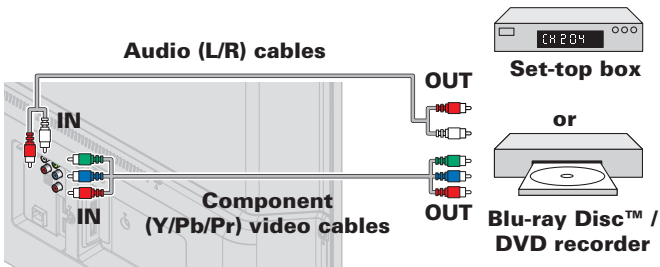 CH 204
Audio (L/R) cables
Set-top box
OUT
IN
or
Component
(Y/Pb/Pr) video cables
IN
OUT
Blu-ray Disc™ /
DVD recorder